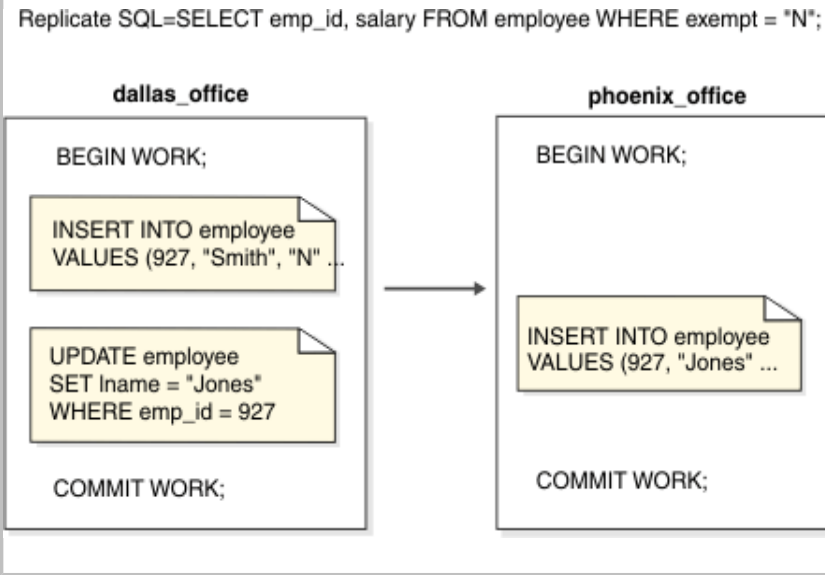 Replicate SQL=SELECT emp_id, salary FROM employee WHERE exempt = "N";
dallas_office
BEGIN WORK;
INSERT INTO employee
VALUES (927, "Smith", "N" ...
UPDATE employee
SET lname = "Jones"
WHERE emp_id = 927
COMMIT WORK;
phoenix_office
BEGIN WORK;
INSERT INTO employee
VALUES (927, "Jones" ...
COMMIT WORK;